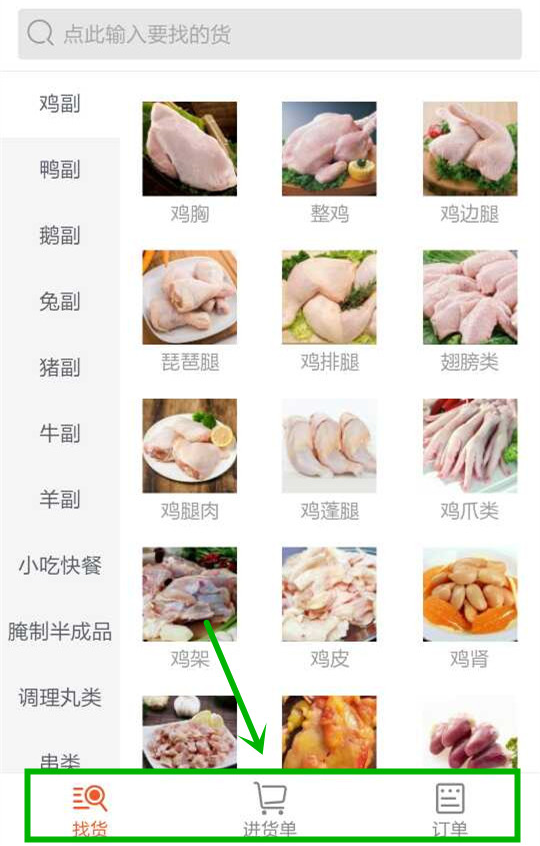 点此输入要找的货
鸡副
鸭副
鹅副
兔副
猪副
牛副
羊副
小吃快餐
腌制半成品
调理丸类
串类
鸡胸
整鸡
鸡边腿
琵琶腿
鸡排腿
翅膀类
鸡腿肉
鸡蓬腿
鸡爪类
鸡架
鸡皮
鸡肾
找货
进货单
订单